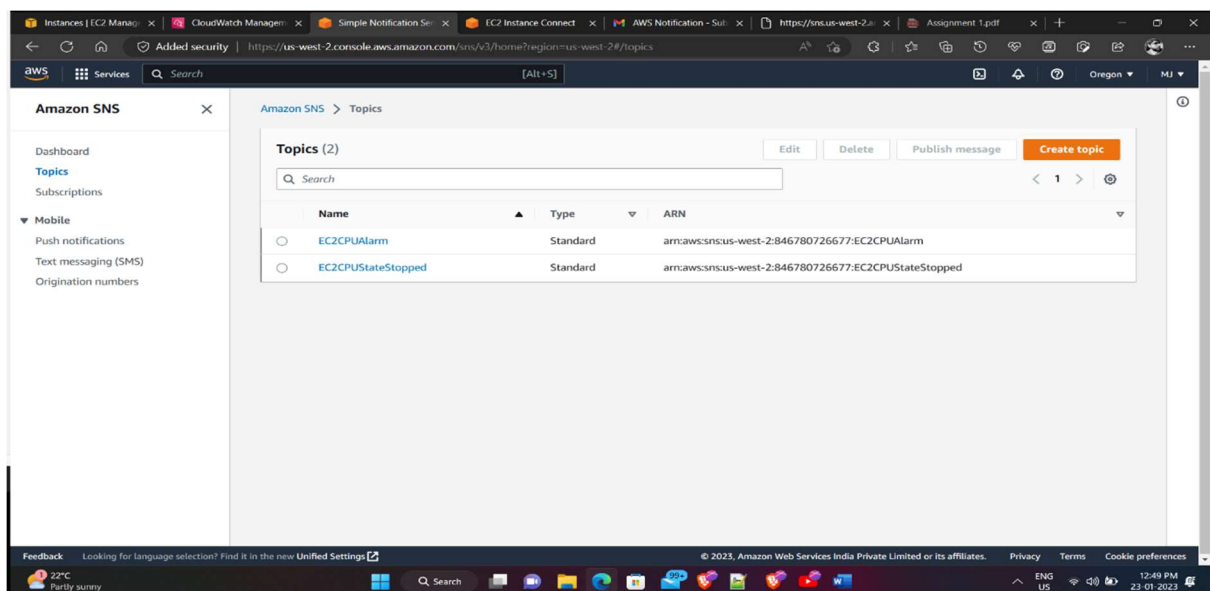 Instances | EC2 Manag
CloudWatch Managem
Simple Notification Ser
EC2 Instance Connect
AWS Notification - Sub
https://sns.us-west-2.a
Assignment 1.pdf
Added security
https://us-west-2.console.aws.amazon.com/sns/v3/home?region=us-west-2#/topics
aws
Services
Search
[Alt+S]
Oregon
MJ
Amazon SNS
Dashboard
Topics
Subscriptions
Mobile
Push notifications
Text messaging (SMS)
Origination numbers
Amazon SNS > Topics
Topics (2)
Edit
Delete
Publish message
Create topic
Search
< 1 >
Name Type ARN
EC2CPUAlarm Standard arn:aws:sns:us-west-2:846780726677:EC2CPUAlarm
EC2CPUStateStopped Standard arn:aws:sns:us-west-2:846780726677:EC2CPUStateStopped
Feedback Looking for language selection? Find it in the new Unified Settings
© 2023, Amazon Web Services India Private Limited or its affiliates. Privacy Terms Cookie preferences
1
22°C
Partly sunny
Search
99+
ENG
US
12:49 PM
23-01-2023